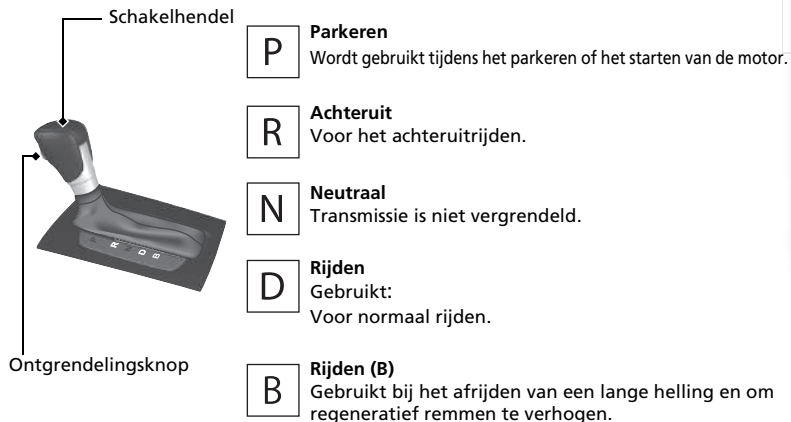 Schakelhendel
P
Parkeren
Wordt gebruikt tijdens het parkeren of het starten van de motor.
R
Achteruit
Voor het achteruitrijden.
N
Neutraal
Transmissie is niet vergrendeld.
D
Rijden
Gebruikt:
Voor normaal rijden.
Ontgrendelingsknop
B
Rijden (B)
Gebruikt bij het afrijden van een lange helling en om
regeneratief remmen te verhogen.
P
R
N
D
B